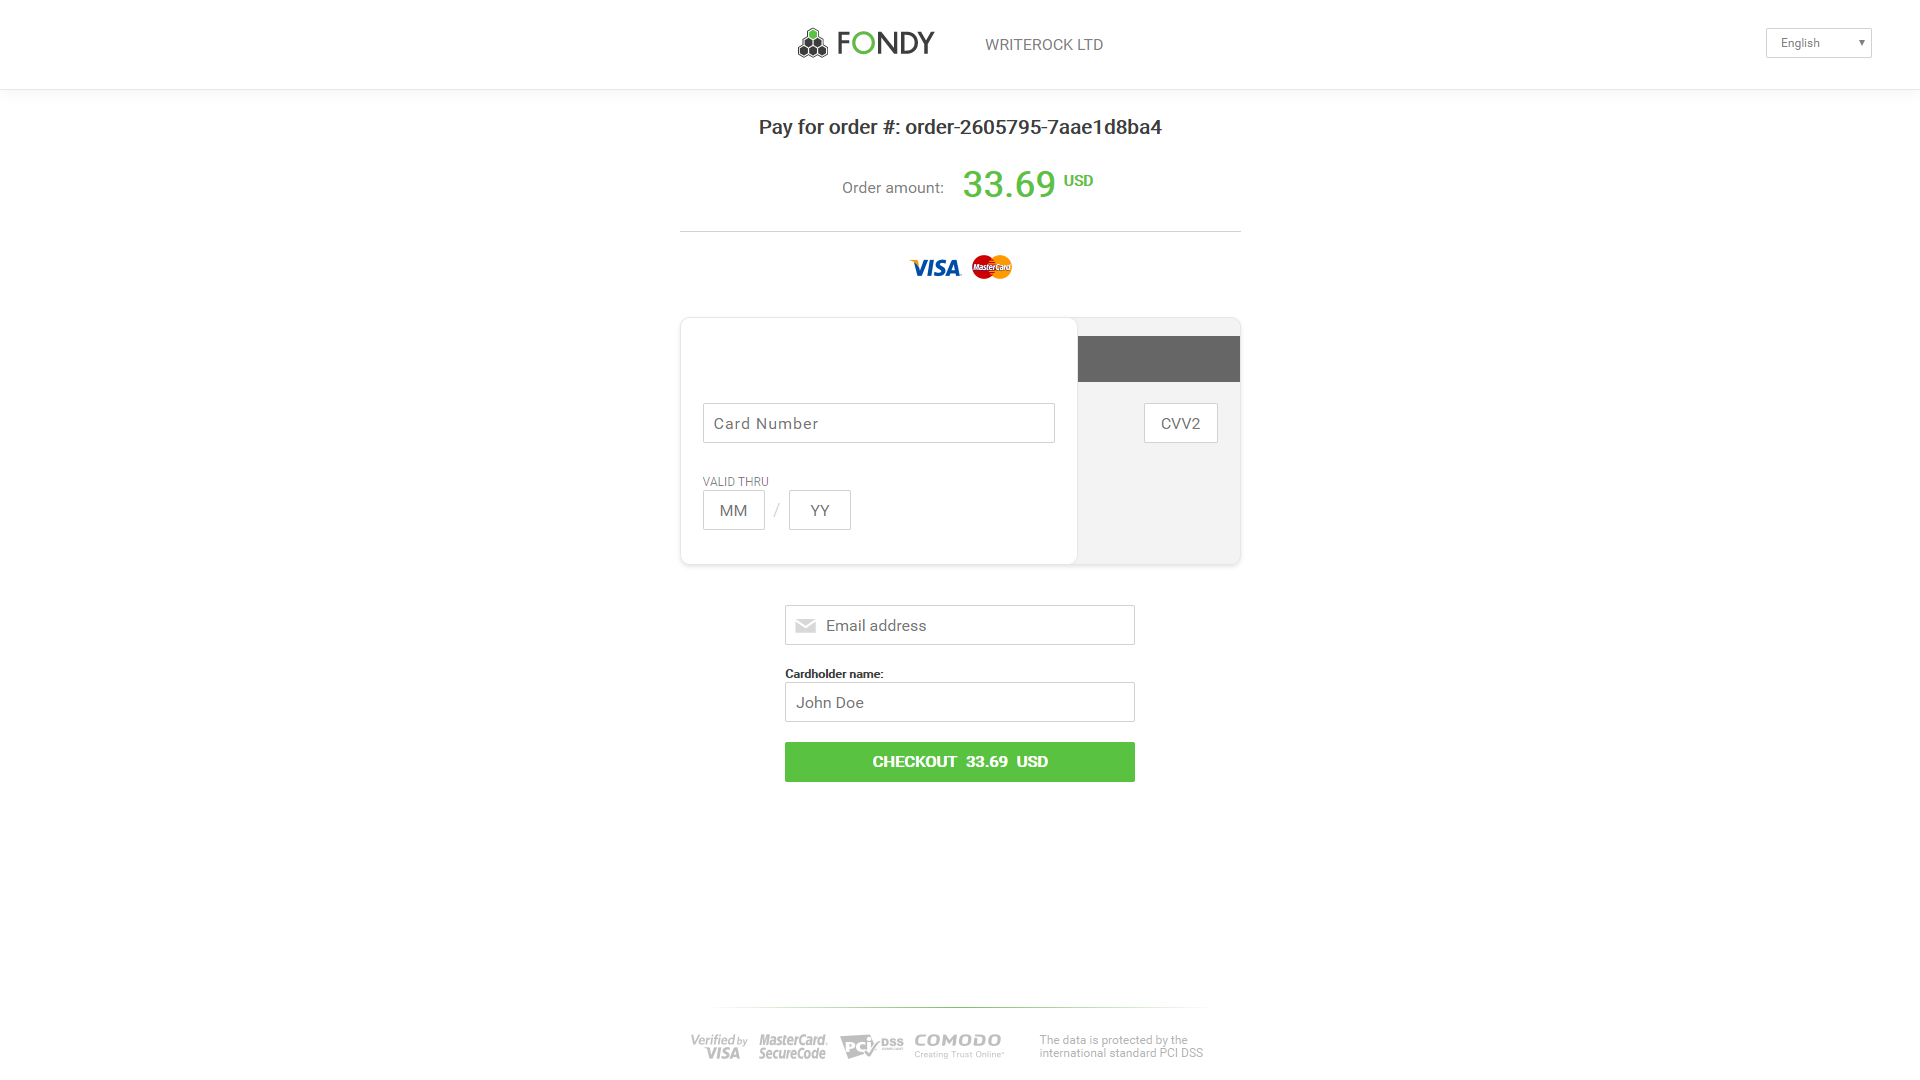 FONDY
WRITEROCK LTD
English
Pay for order #: order-2605795-7aae1d8ba4
Order amount: 33.69 USD
VISA MasterCard
Card Number
CVV2
VALID THRU
MM / YY
Email address
Cardholder name:
John Doe
CHECKOUT 33.69 USD
Verified by VISA
MasterCard. SecureCode
PCI DSS
COMODO
Creating Trust Online
The data is protected by the
international standard PCI DSS